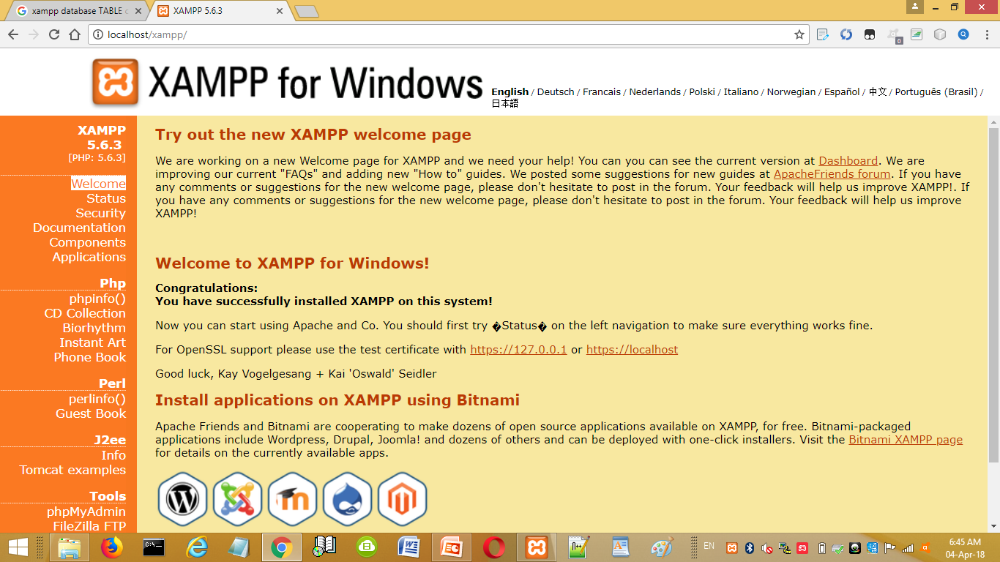 xampp database TABLE
XAMPP 5.6.3
localhost/xampp/
0
XAMPP for Windows
English / Deutsch / Francais / Nederlands / Polski / Italiano / Norwegian / Español / 中文 / Português (Brasil) /
日本語
XAMPP
5.6.3
[PHP: 5.6.3]
Welcome
Status
Security
Documentation
Components
Applications
Php
phpinfo()
CD Collection
Biorhythm
Instant Art
Phone Book
Perl
perlinfo()
Guest Book
J2ee
Info
Tomcat examples
Tools
phpMyAdmin
FileZilla FTP
Try out the new XAMPP welcome page
We are working on a new Welcome page for XAMPP and we need your help! You can you can see the current version at Dashboard. We are
improving our current "FAQs" and adding new "How to" guides. We posted some suggestions for new guides at ApacheFriends forum. If you have
any comments or suggestions for the new welcome page, please don't hesitate to post in the forum. Your feedback will help us improve XAMPP!. If
you have any comments or suggestions for the new welcome page, please don't hesitate to post in the forum. Your feedback will help us improve
XAMPP!
Welcome to XAMPP for Windows!
Congratulations:
You have successfully installed XAMPP on this system!
Now you can start using Apache and Co. You should first try �Status� on the left navigation to make sure everything works fine.
For OpenSSL support please use the test certificate with https://127.0.0.1 or https://localhost
Good luck, Kay Vogelgesang + Kai 'Oswald' Seidler
Install applications on XAMPP using Bitnami
Apache Friends and Bitnami are cooperating to make dozens of open source applications available on XAMPP, for free. Bitnami-packaged
applications include Wordpress, Drupal, Joomla! and dozens of others and can be deployed with one-click installers. Visit the Bitnami XAMPP page
for details on the currently available apps.
EN
6:45 AM
04-Apr-18